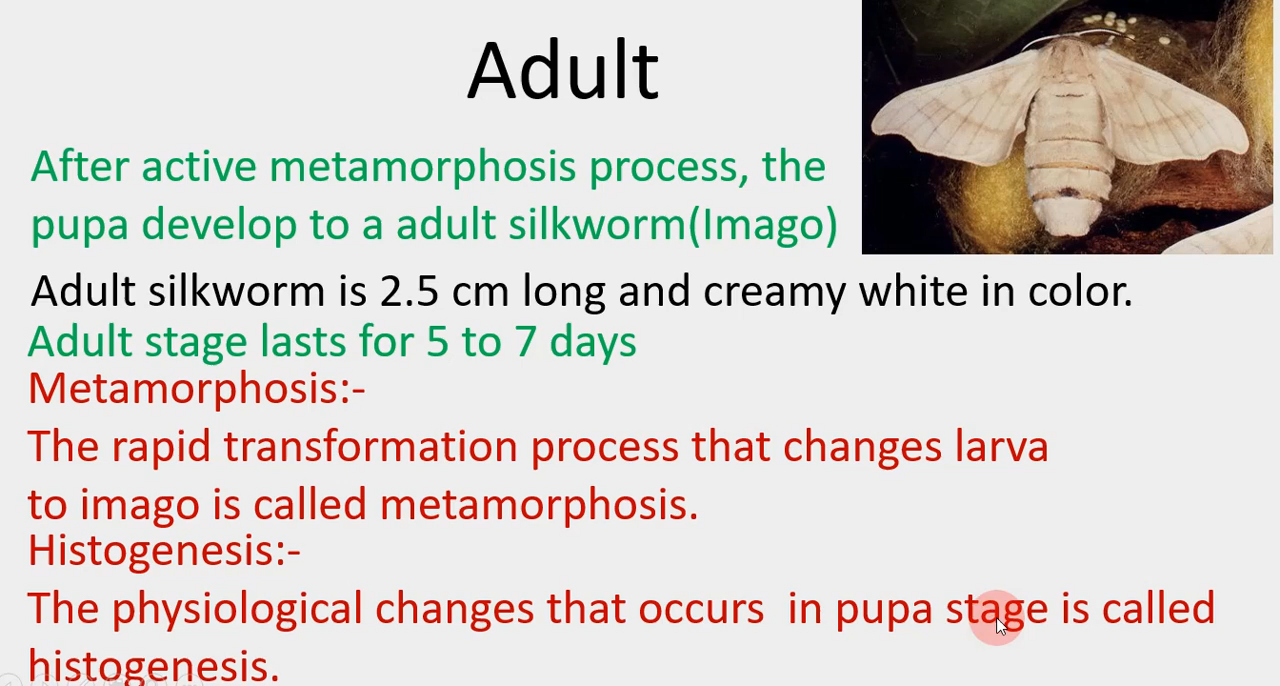 Adult
After active metamorphosis process, the
pupa develop to a adult silkworm(Imago)
Adult silkworm is 2.5 cm long and creamy white in color.
Adult stage lasts for 5 to 7 days
Metamorphosis:-
The rapid transformation process that changes larva
to imago is called metamorphosis.
Histogenesis:-
The physiological changes that occurs in pupa stage is called
histogenesis.